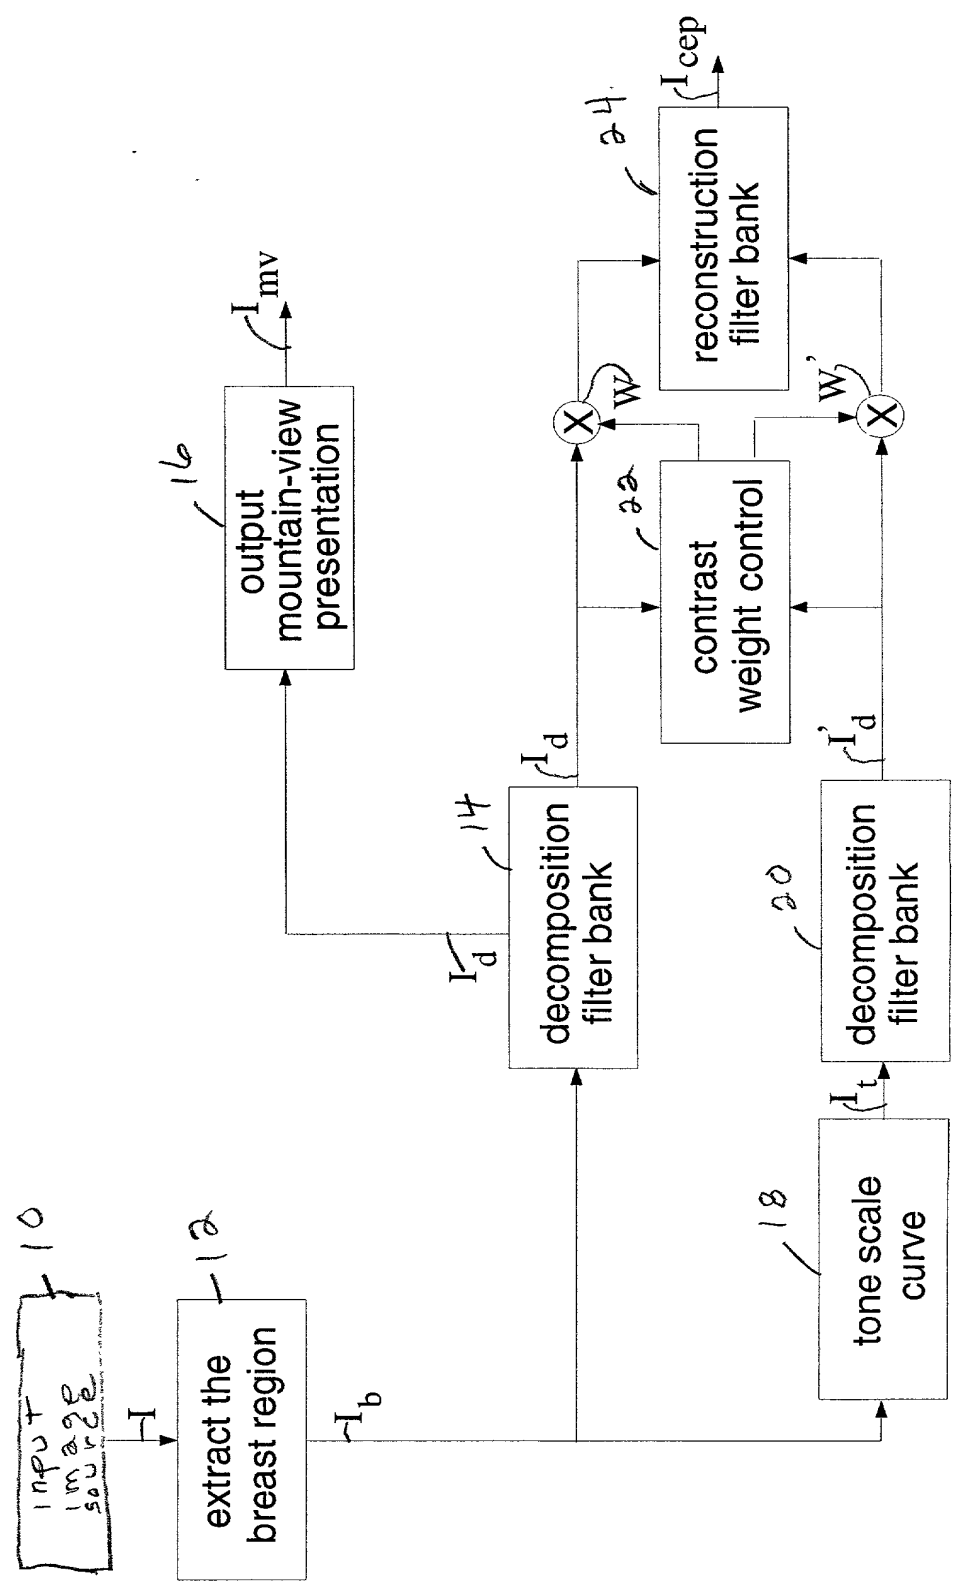 10
input
image
source
I
12
extract the
breast region
I_b
14
decomposition
filter bank
I_d
I_d
16
output
mountain-view
presentation
I_mv
18
tone scale
curve
I_t
20
decomposition
filter bank
I'_d
22
contrast
weight control
X
W
X
W'
24
reconstruction
filter bank
I_cep